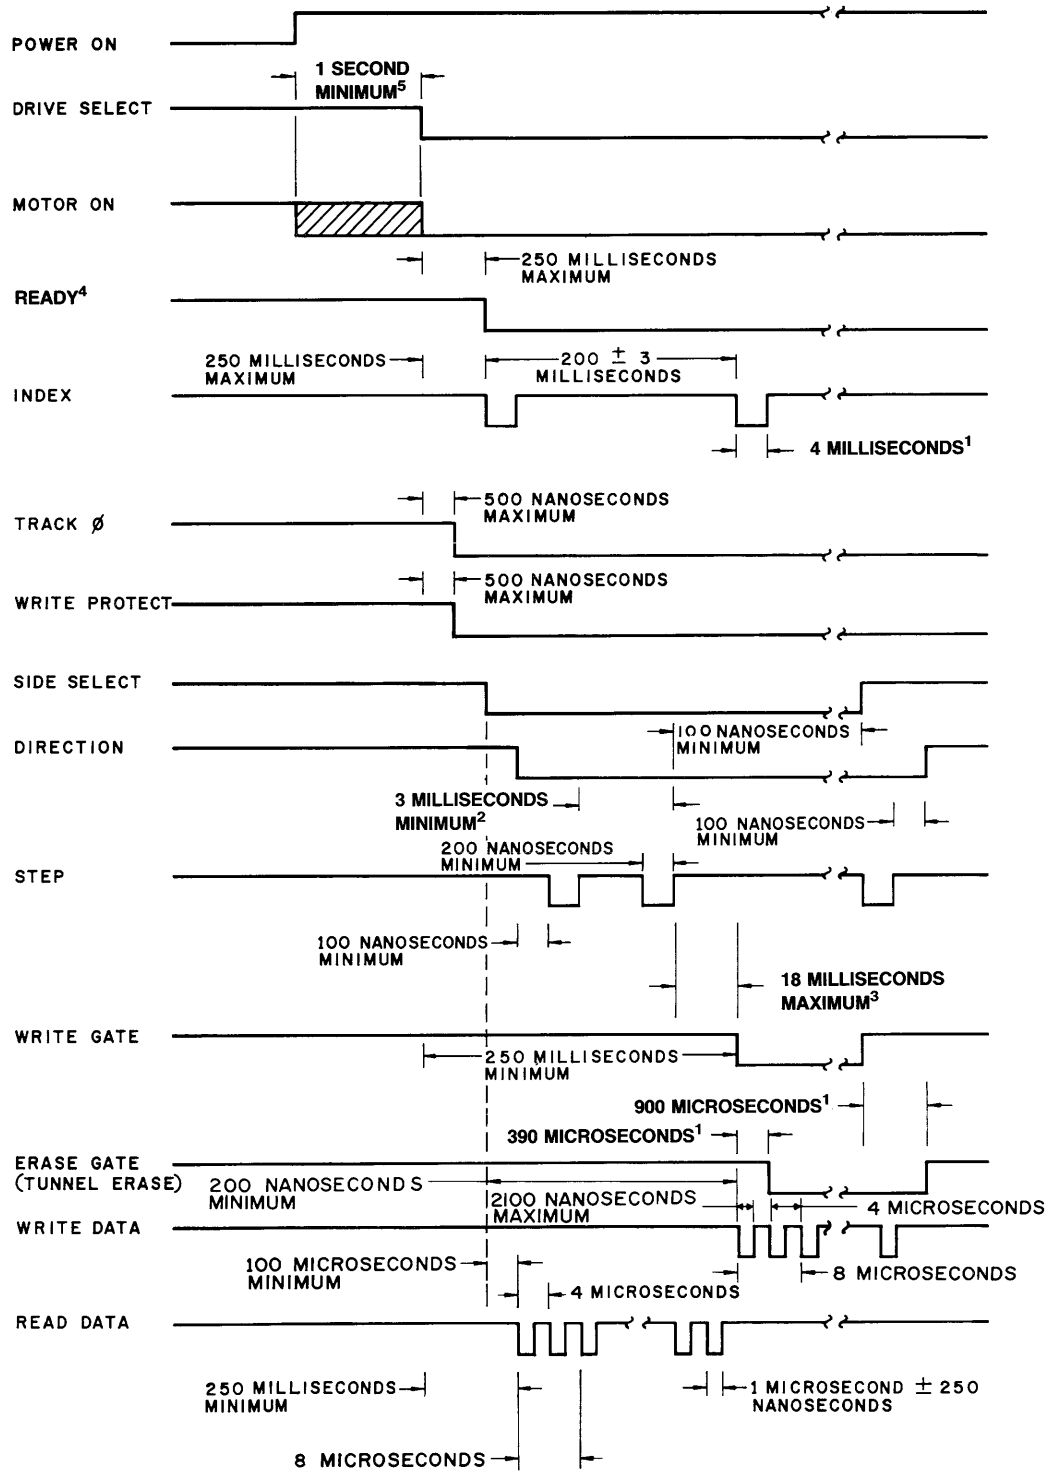 POWER ON
1 SECOND
MINIMUM⁵
DRIVE SELECT
MOTOR ON
250 MILLISECONDS
MAXIMUM
READY⁴
250 MILLISECONDS
MAXIMUM
200 ± 3
MILLISECONDS
INDEX
4 MILLISECONDS¹
500 NANOSECONDS
MAXIMUM
TRACK Ø
500 NANOSECONDS
MAXIMUM
WRITE PROTECT
SIDE SELECT
100 NANOSECONDS
MINIMUM
DIRECTION
3 MILLISECONDS
MINIMUM²
100 NANOSECONDS
MINIMUM
200 NANOSECONDS
MINIMUM
STEP
100 NANOSECONDS
MINIMUM
18 MILLISECONDS
MAXIMUM³
WRITE GATE
250 MILLISECONDS
MINIMUM
900 MICROSECONDS¹
390 MICROSECONDS¹
ERASE GATE
(TUNNEL ERASE)
200 NANOSECONDS
MINIMUM
2100 NANOSECONDS
MAXIMUM
4 MICROSECONDS
WRITE DATA
100 MICROSECONDS
MINIMUM
8 MICROSECONDS
4 MICROSECONDS
READ DATA
250 MILLISECONDS
MINIMUM
1 MICROSECOND ± 250
NANOSECONDS
8 MICROSECONDS